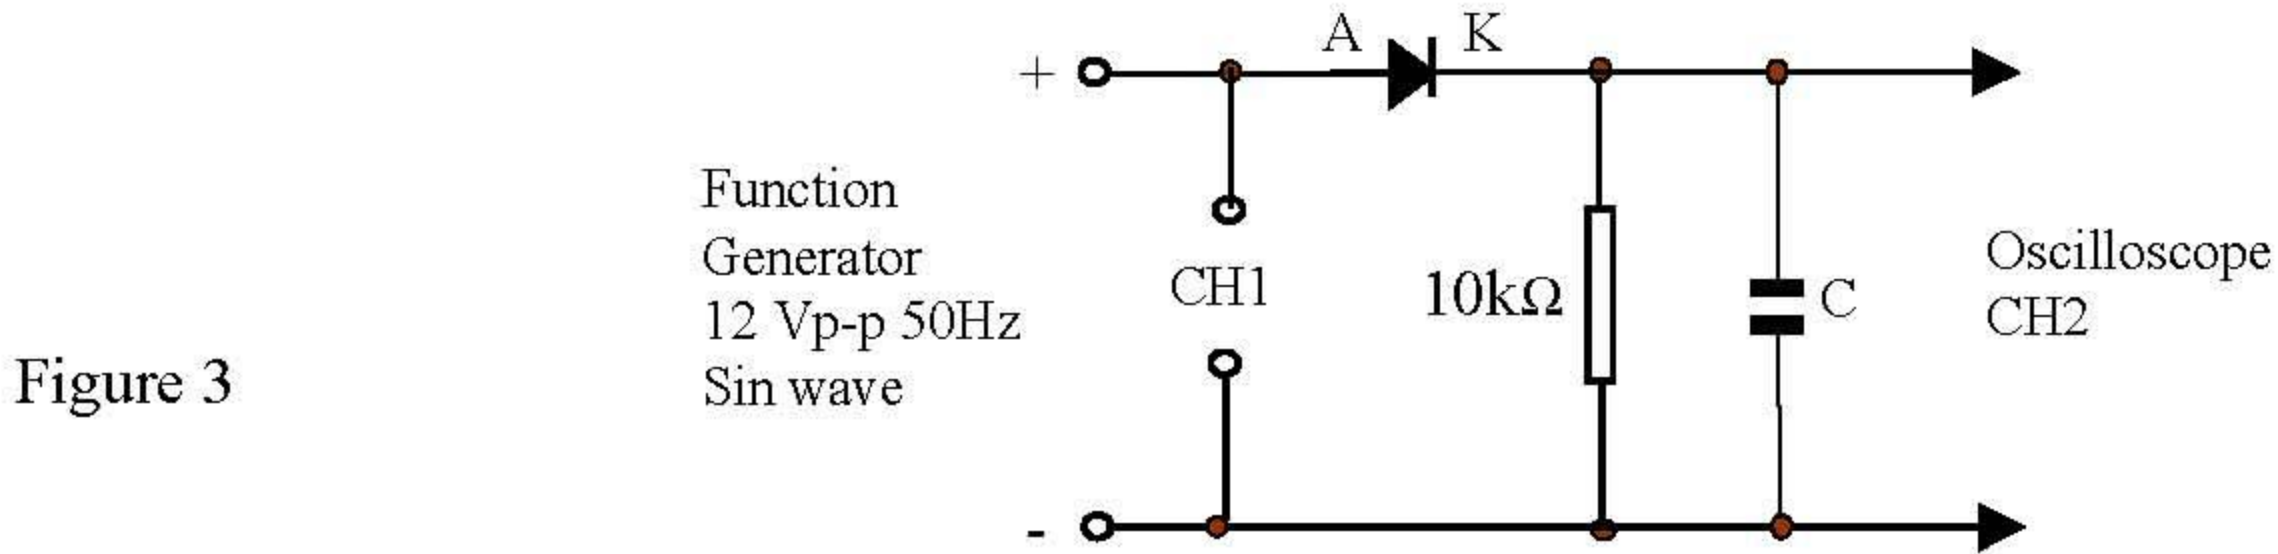 Figure 3
+
-
Function
Generator
12 Vp-p 50Hz
Sin wave
CH1
A
K
10kΩ
C
Oscilloscope
CH2